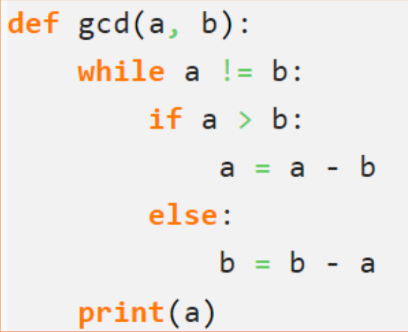 def gcd(a, b):
    while a != b:
        if a > b:
            a = a - b
        else:
            b = b - a
    print(a)